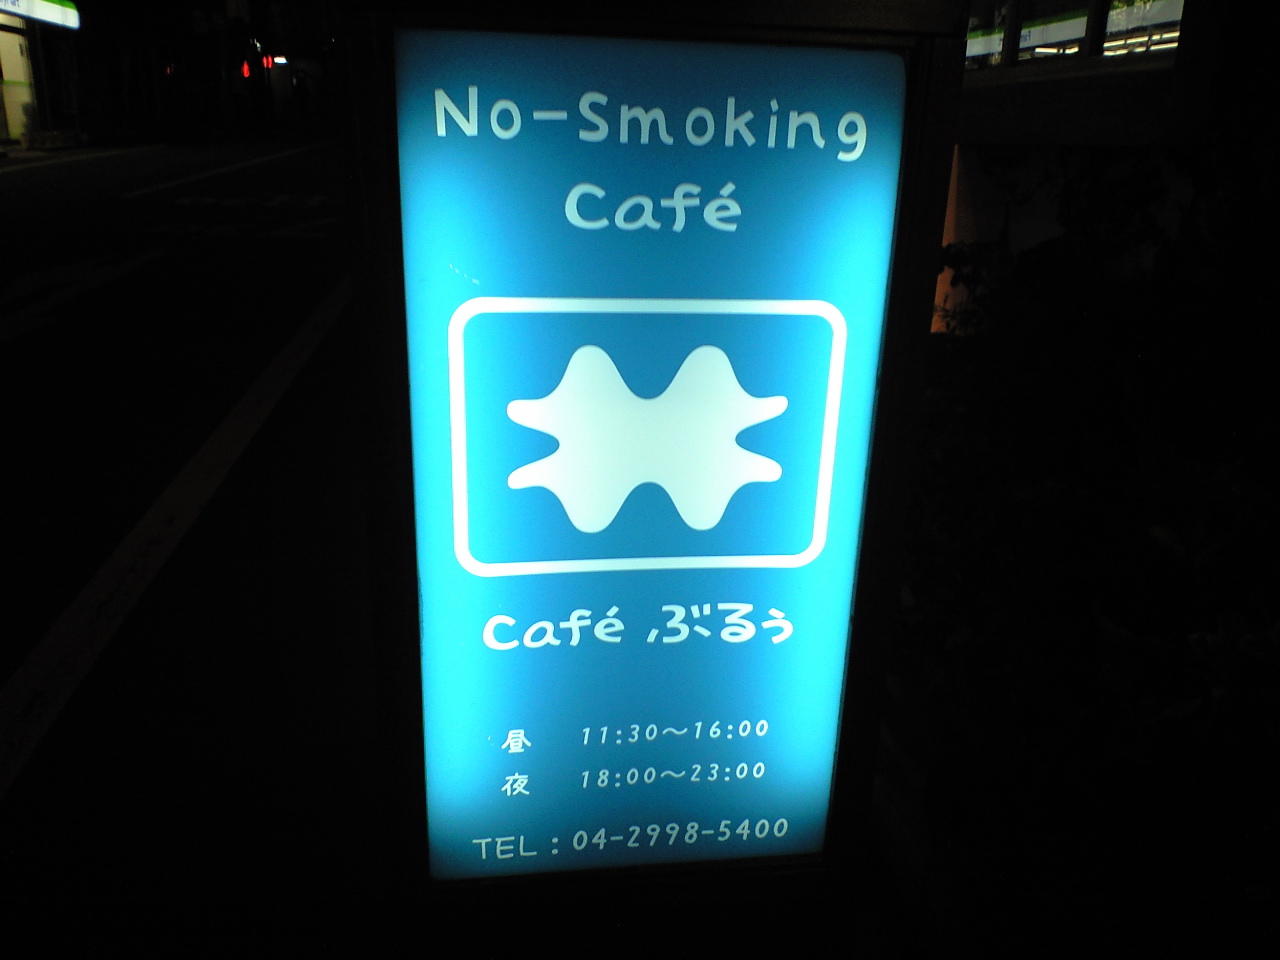 No-Smoking
Café
Café ぶるぅ
昼 11:30〜16:00
夜 18:00〜23:00
TEL : 04-2998-5400